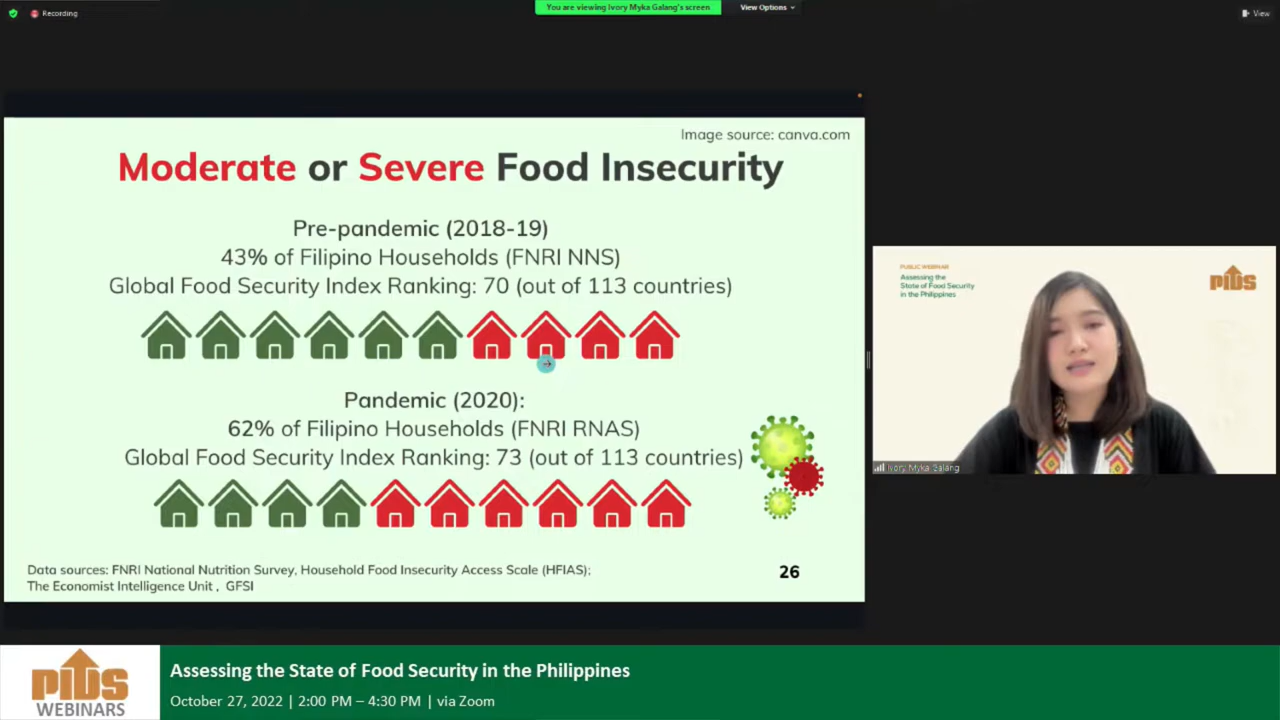 Recording
You are viewing Ivory Myka Galang's screen
View Options
View
Image source: canva.com
Moderate or Severe Food Insecurity
Pre-pandemic (2018-19)
43% of Filipino Households (FNRI NNS)
Global Food Security Index Ranking: 70 (out of 113 countries)
Pandemic (2020):
62% of Filipino Households (FNRI RNAS)
Global Food Security Index Ranking: 73 (out of 113 countries)
Data sources: FNRI National Nutrition Survey, Household Food Insecurity Access Scale (HFIAS);
The Economist Intelligence Unit , GFSI
26
PUBLIC WEBINAR
Assessing the
State of Food Security
in the Philippines
PIDS
Ivory Myka Galang
PIDS
WEBINARS
Assessing the State of Food Security in the Philippines
October 27, 2022 | 2:00 PM – 4:30 PM | via Zoom